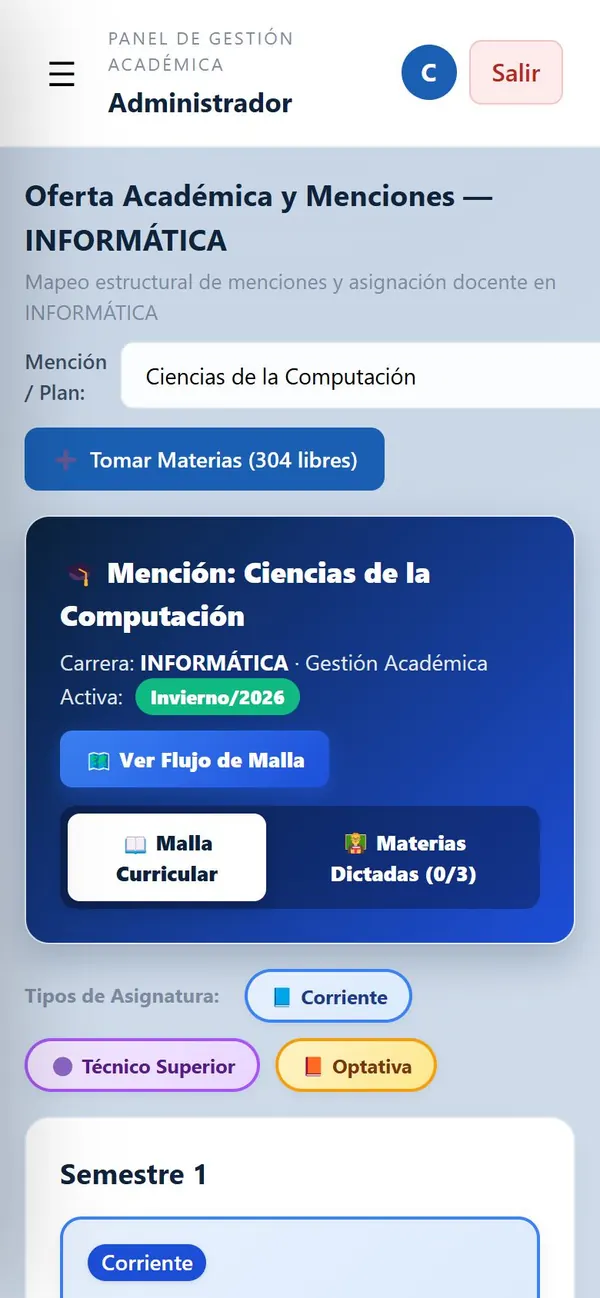 PANEL DE GESTIÓN
ACADÉMICA
Administrador
C
Salir
Oferta Académica y Menciones —
INFORMÁTICA
Mapeo estructural de menciones y asignación docente en
INFORMÁTICA
Mención
/ Plan:
Ciencias de la Computación
Tomar Materias (304 libres)
Mención: Ciencias de la
Computación
Carrera: INFORMÁTICA · Gestión Académica
Activa: Invierno/2026
Ver Flujo de Malla
Malla
Curricular
Materias
Dictadas (0/3)
Tipos de Asignatura:
Corriente
Técnico Superior
Optativa
Semestre 1
Corriente